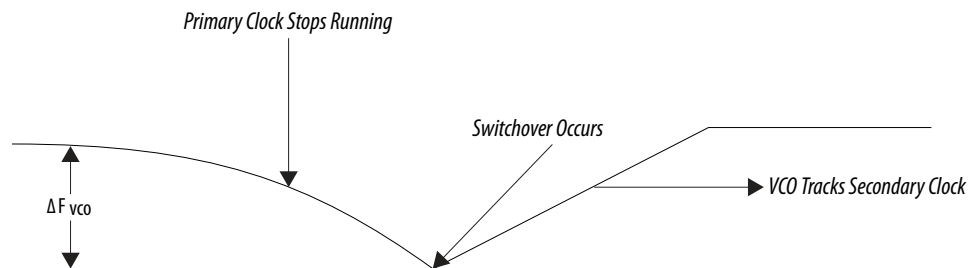 Primary Clock Stops Running
Switchover Occurs
VCO Tracks Secondary Clock
ΔF vco